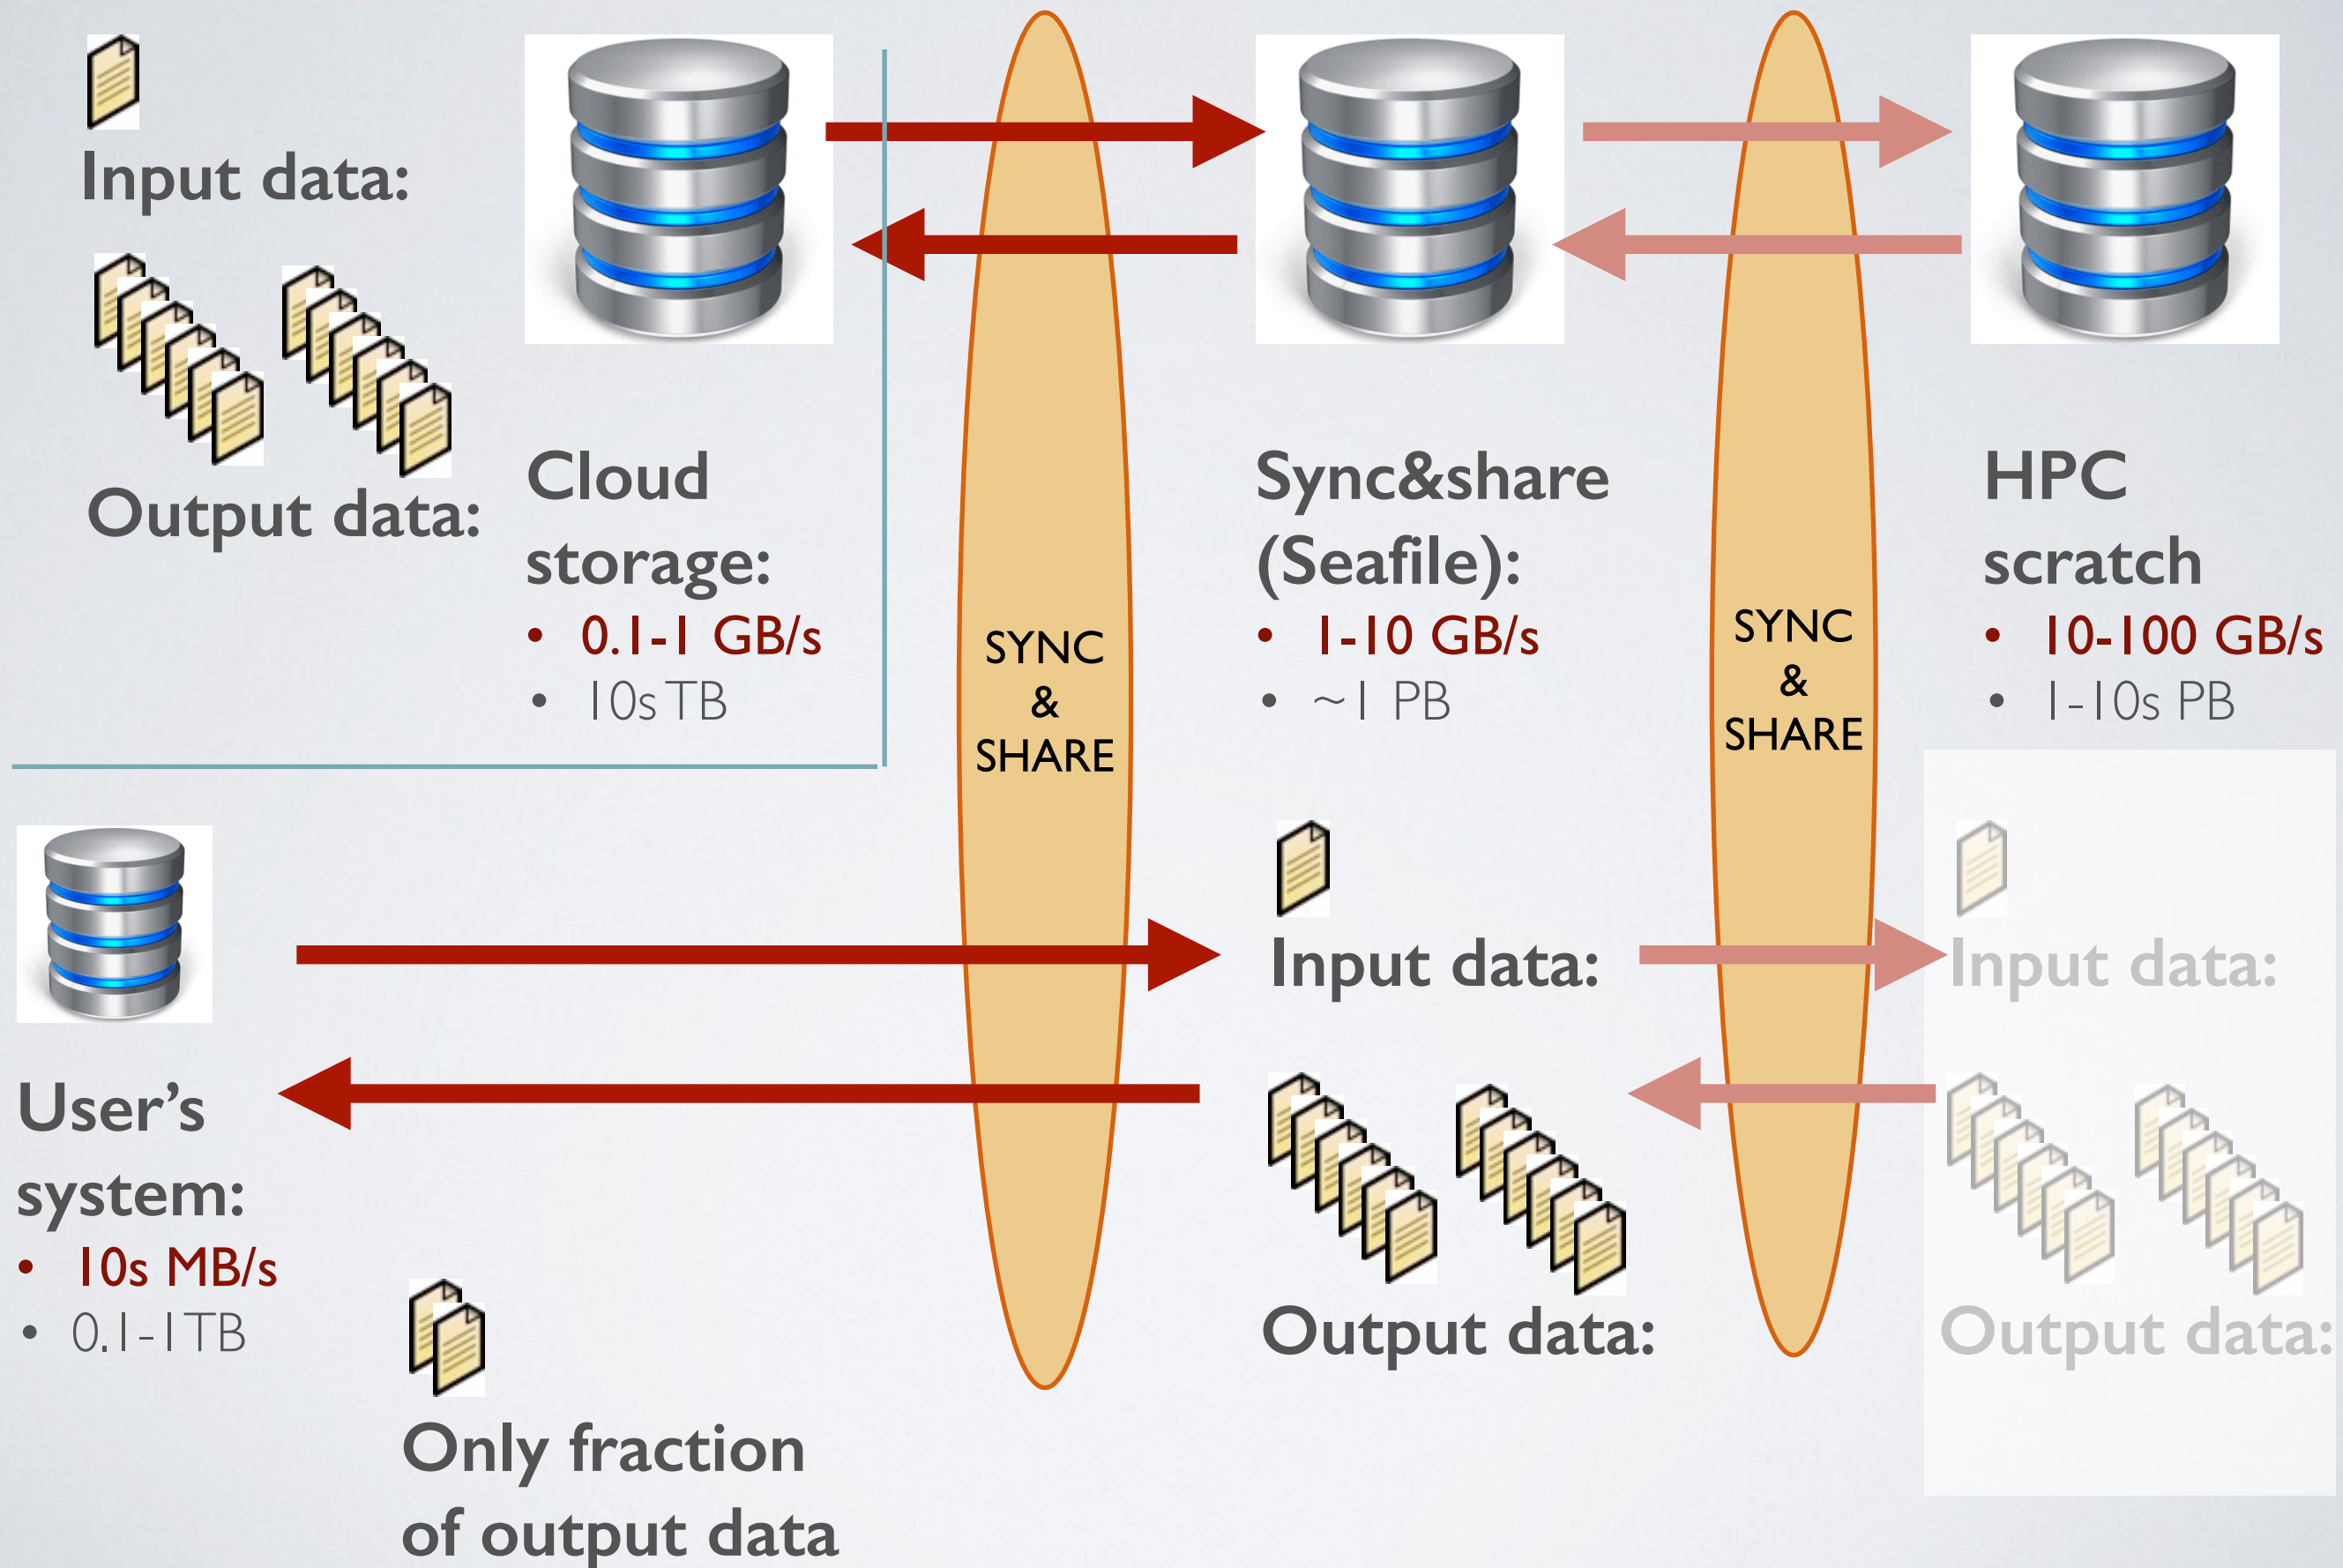 Input data:
Output data:
Cloud
storage:
• 0.1-1 GB/s
• 10s TB
SYNC
&
SHARE
Sync&share
(Seafile):
• 1-10 GB/s
• ~1 PB
SYNC
&
SHARE
HPC
scratch
• 10-100 GB/s
• 1-10s PB
User's
system:
• 10s MB/s
• 0.1-1TB
Only fraction
of output data
Input data:
Output data:
Input data:
Output data: